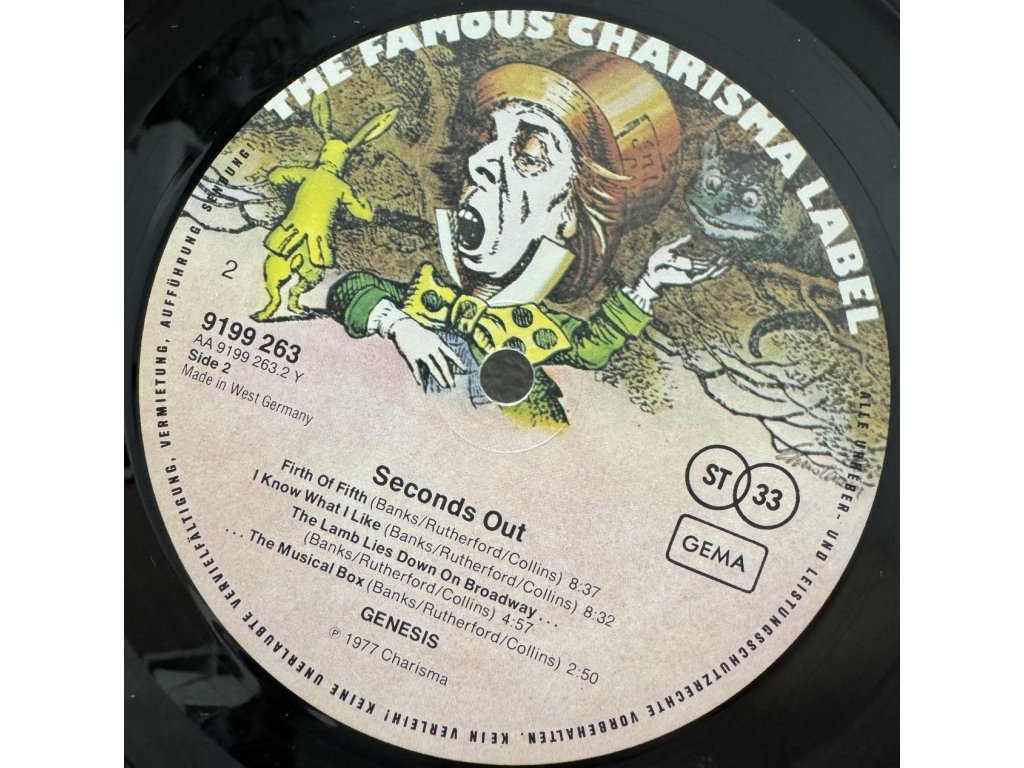 THE FAMOUS CHARISMA LABEL
2
9199 263
AA 9199 263.2 Y
Side 2
Made in West Germany
ST 33
GEMA
Seconds Out
Firth Of Fifth (Banks/Rutherford/Collins) 8:37
I Know What I Like (Banks/Rutherford/Collins) 8:32
The Lamb Lies Down On Broadway . . .
(Banks/Rutherford/Collins) 4:57
. . . The Musical Box (Banks/Rutherford/Collins) 2:50
GENESIS
℗ 1977 Charisma
ALLE URHEBER- UND LEISTUNGSSCHUTZRECHTE VORBEHALTEN. KEIN VERLEIH! KEINE UNERLAUBTE VERVIELFÄLTIGUNG, VERMIETUNG, AUFFÜHRUNG, SENDUNG!